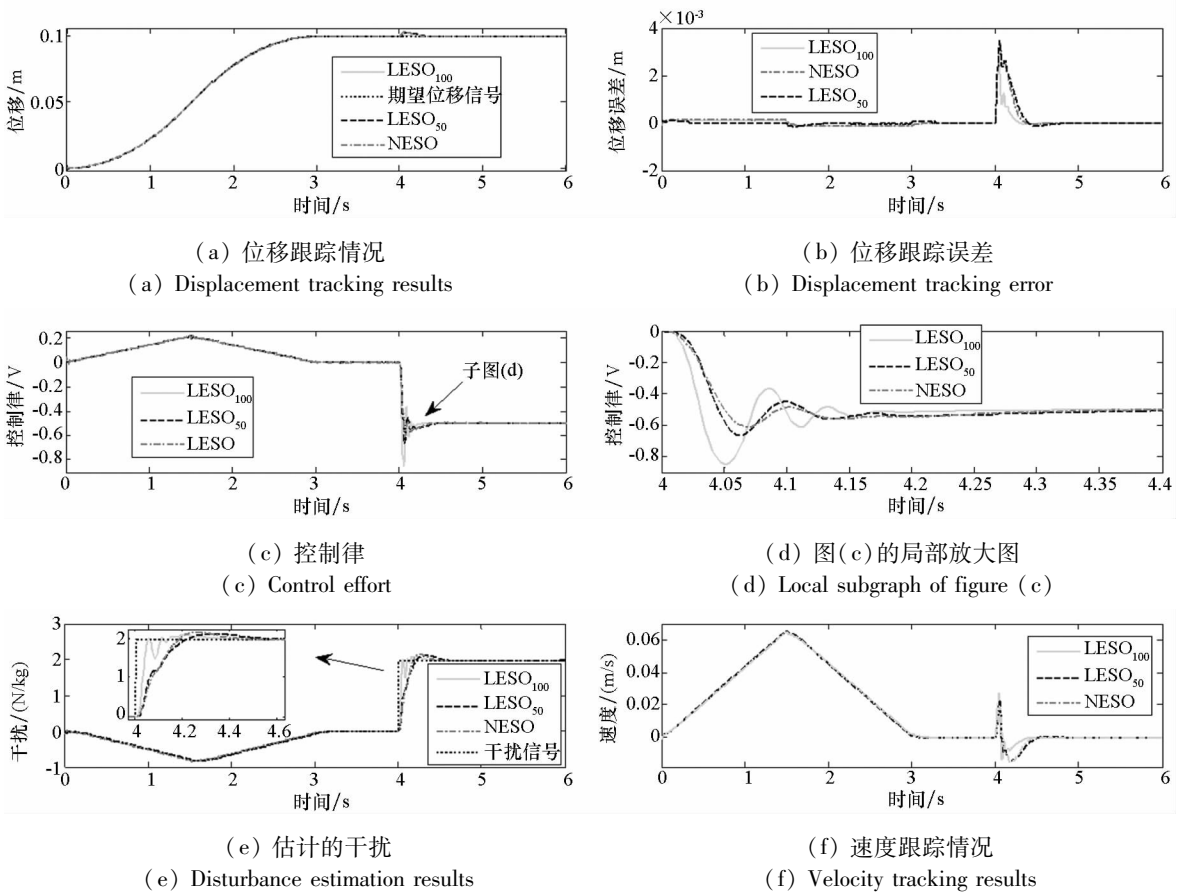 0.1
0.05
0
位移/m
LESO100
期望位移信号
LESO50
NESO
0 1 2 3 4 5 6
时间/s
(a) 位移跟踪情况
(a) Displacement tracking results
×10-3
4
2
0
-2
位移误差/m
LESO100
NESO
LESO50
0 1 2 3 4 5 6
时间/s
(b) 位移跟踪误差
(b) Displacement tracking error
0.2
0
-0.2
-0.4
-0.6
-0.8
控制律/V
子图(d)
LESO100
LESO50
LESO
0 1 2 3 4 5 6
时间/s
(c) 控制律
(c) Control effort
0
-0.2
-0.4
-0.6
-0.8
控制律/V
LESO100
LESO50
NESO
4 4.05 4.1 4.15 4.2 4.25 4.3 4.35 4.4
时间/s
(d) 图(c)的局部放大图
(d) Local subgraph of figure (c)
3
2
1
0
-1
干扰/(N/kg)
2
1
0
4 4.2 4.4 4.6
LESO100
LESO50
NESO
干扰信号
0 1 2 3 4 5 6
时间/s
(e) 估计的干扰
(e) Disturbance estimation results
0.06
0.04
0.02
0
速度/(m/s)
LESO100
LESO50
NESO
0 1 2 3 4 5 6
时间/s
(f) 速度跟踪情况
(f) Velocity tracking results